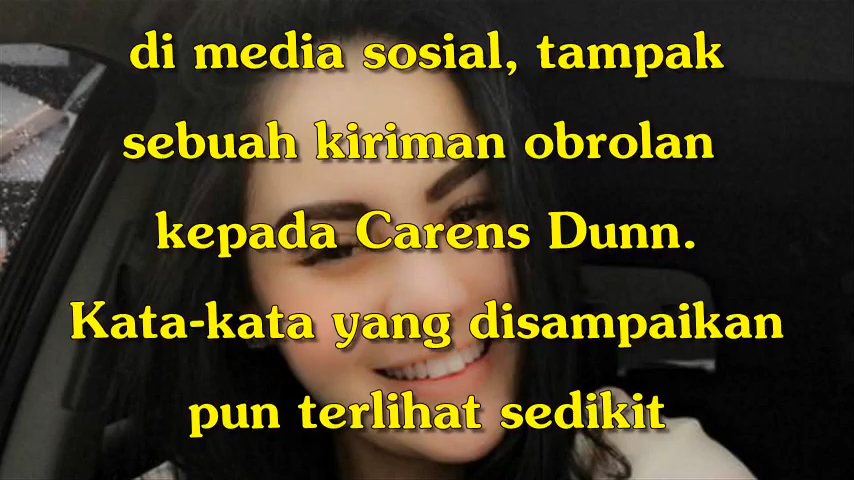 di media sosial, tampak
sebuah kiriman obrolan
kepada Carens Dunn.
Kata-kata yang disampaikan
pun terlihat sedikit